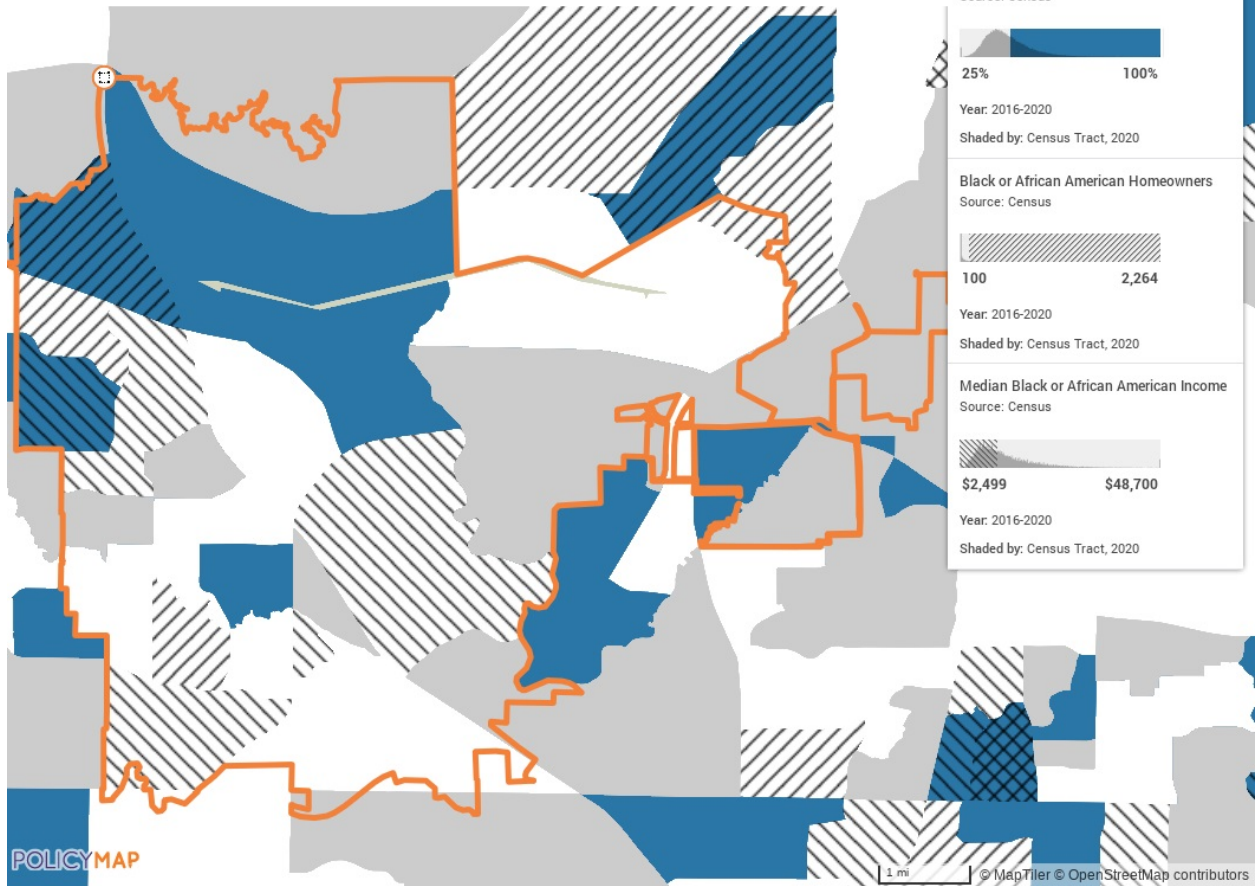 25% 100%
Year: 2016-2020
Shaded by: Census Tract, 2020
Black or African American Homeowners
Source: Census
100 2,264
Year: 2016-2020
Shaded by: Census Tract, 2020
Median Black or African American Income
Source: Census
$2,499 $48,700
Year: 2016-2020
Shaded by: Census Tract, 2020
POLICYMAP
1 mi
© MapTiler © OpenStreetMap contributors